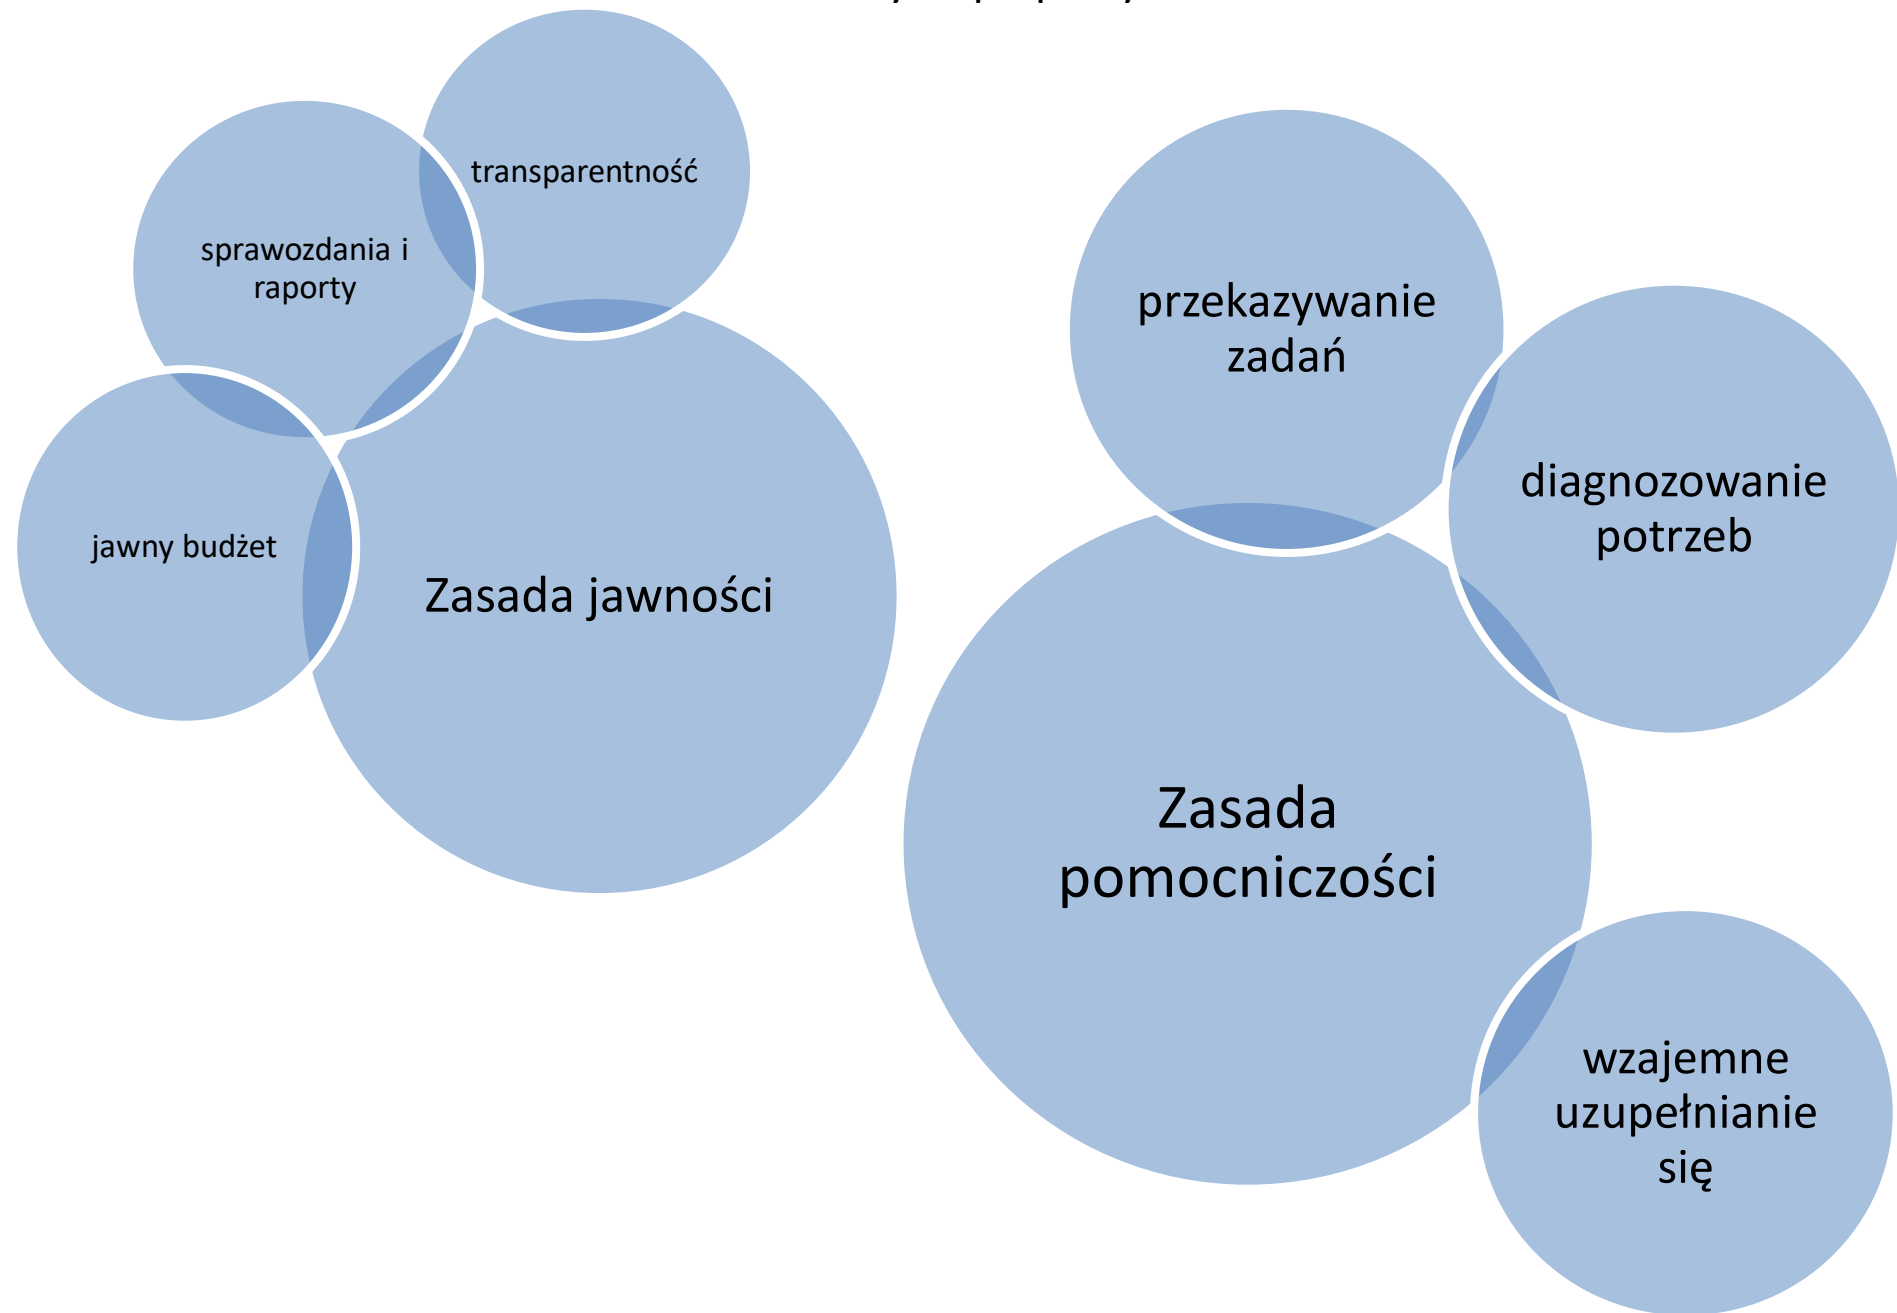 transparentność
sprawozdania i
raporty
jawny budżet
Zasada jawności
przekazywanie
zadań
diagnozowanie
potrzeb
Zasada
pomocniczości
wzajemne
uzupełnianie
się